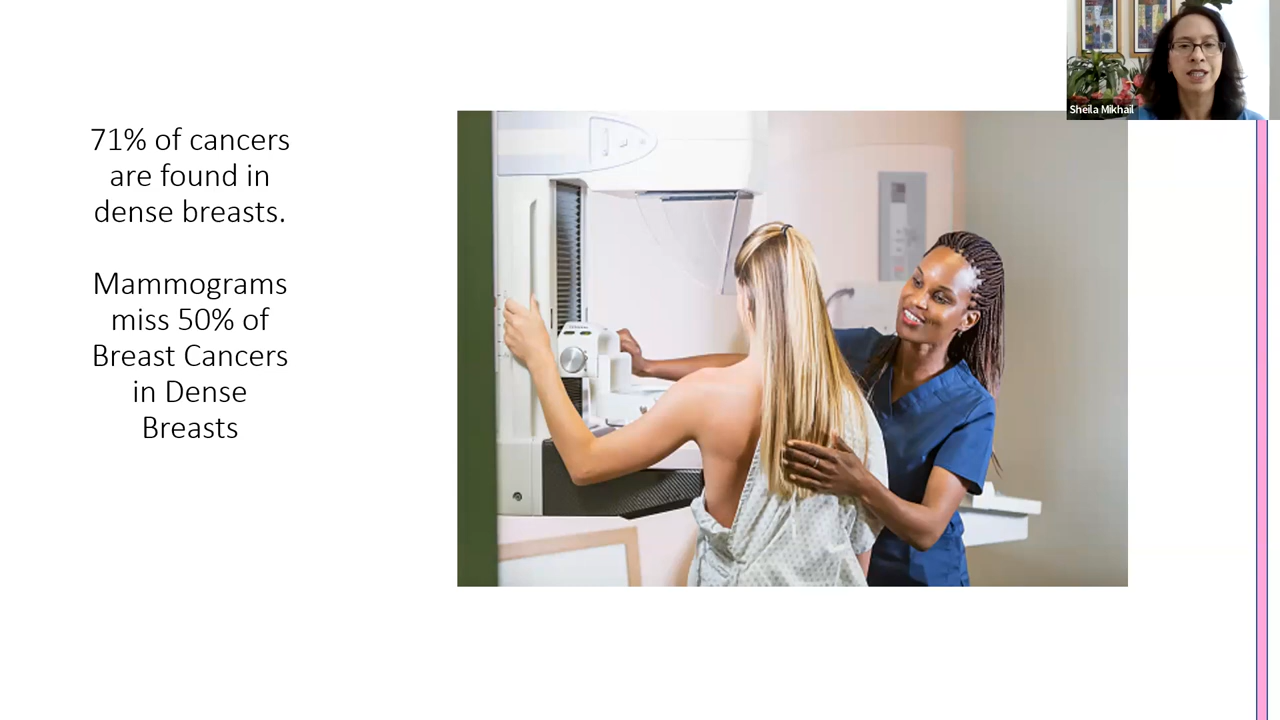 71% of cancers
are found in
dense breasts.
Mammograms
miss 50% of
Breast Cancers
in Dense
Breasts
Sheila Mikhail